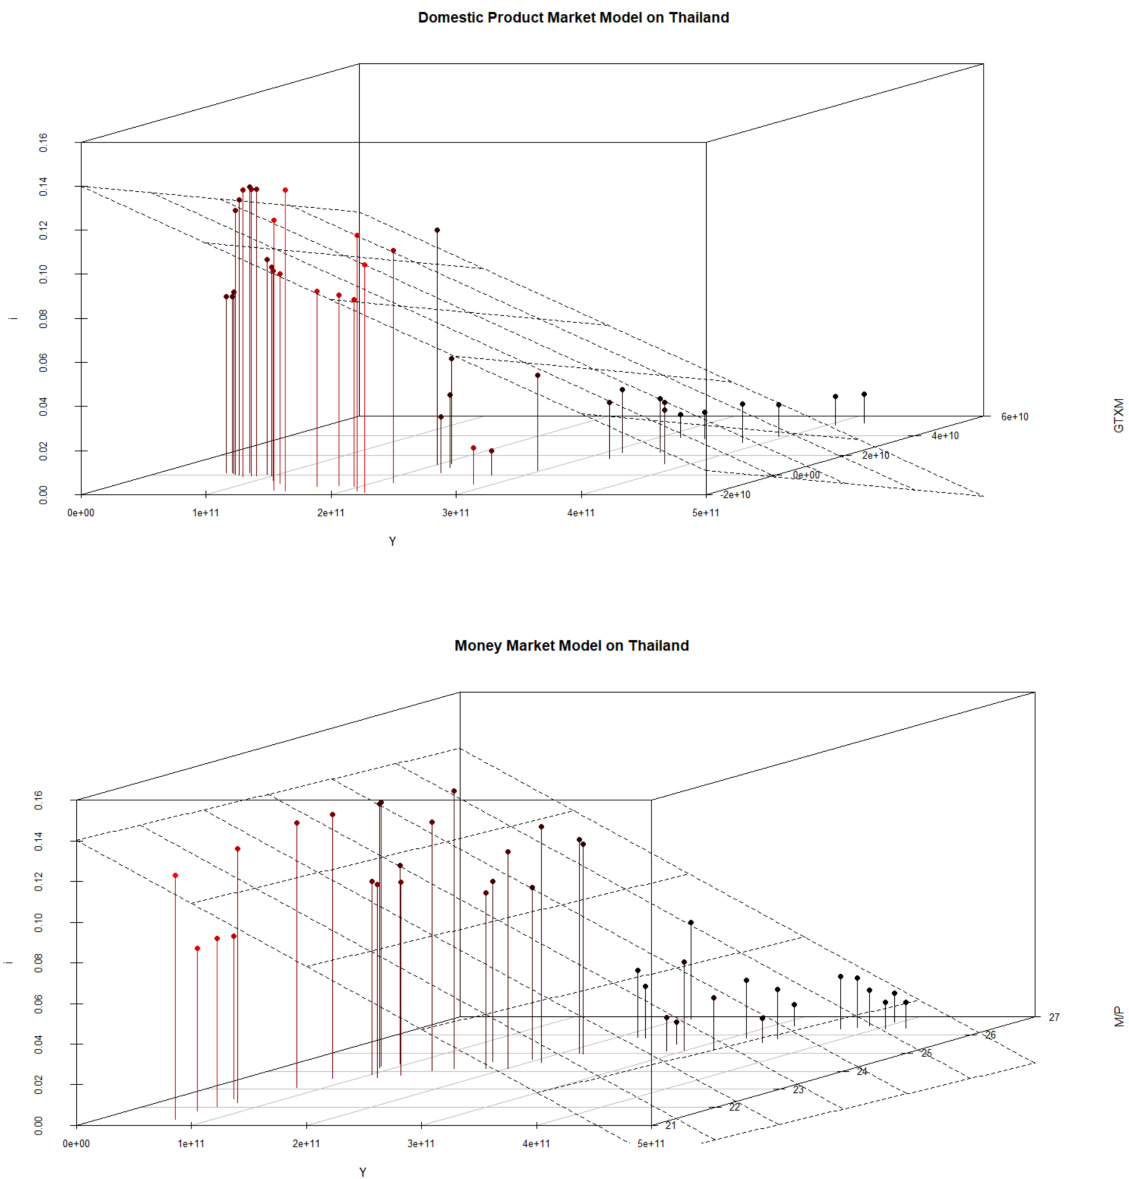 Domestic Product Market Model on Thailand
0.16
0.14
0.12
0.10
0.08
0.06
0.04
0.02
0.00
i
0e+00
1e+11
2e+11
3e+11
4e+11
5e+11
Y
-2e+10
0e+00
2e+10
4e+10
6e+10
GTXM
Money Market Model on Thailand
0.16
0.14
0.12
0.10
0.08
0.06
0.04
0.02
0.00
i
0e+00
1e+11
2e+11
3e+11
4e+11
5e+11
Y
21
22
23
24
25
26
27
M/P